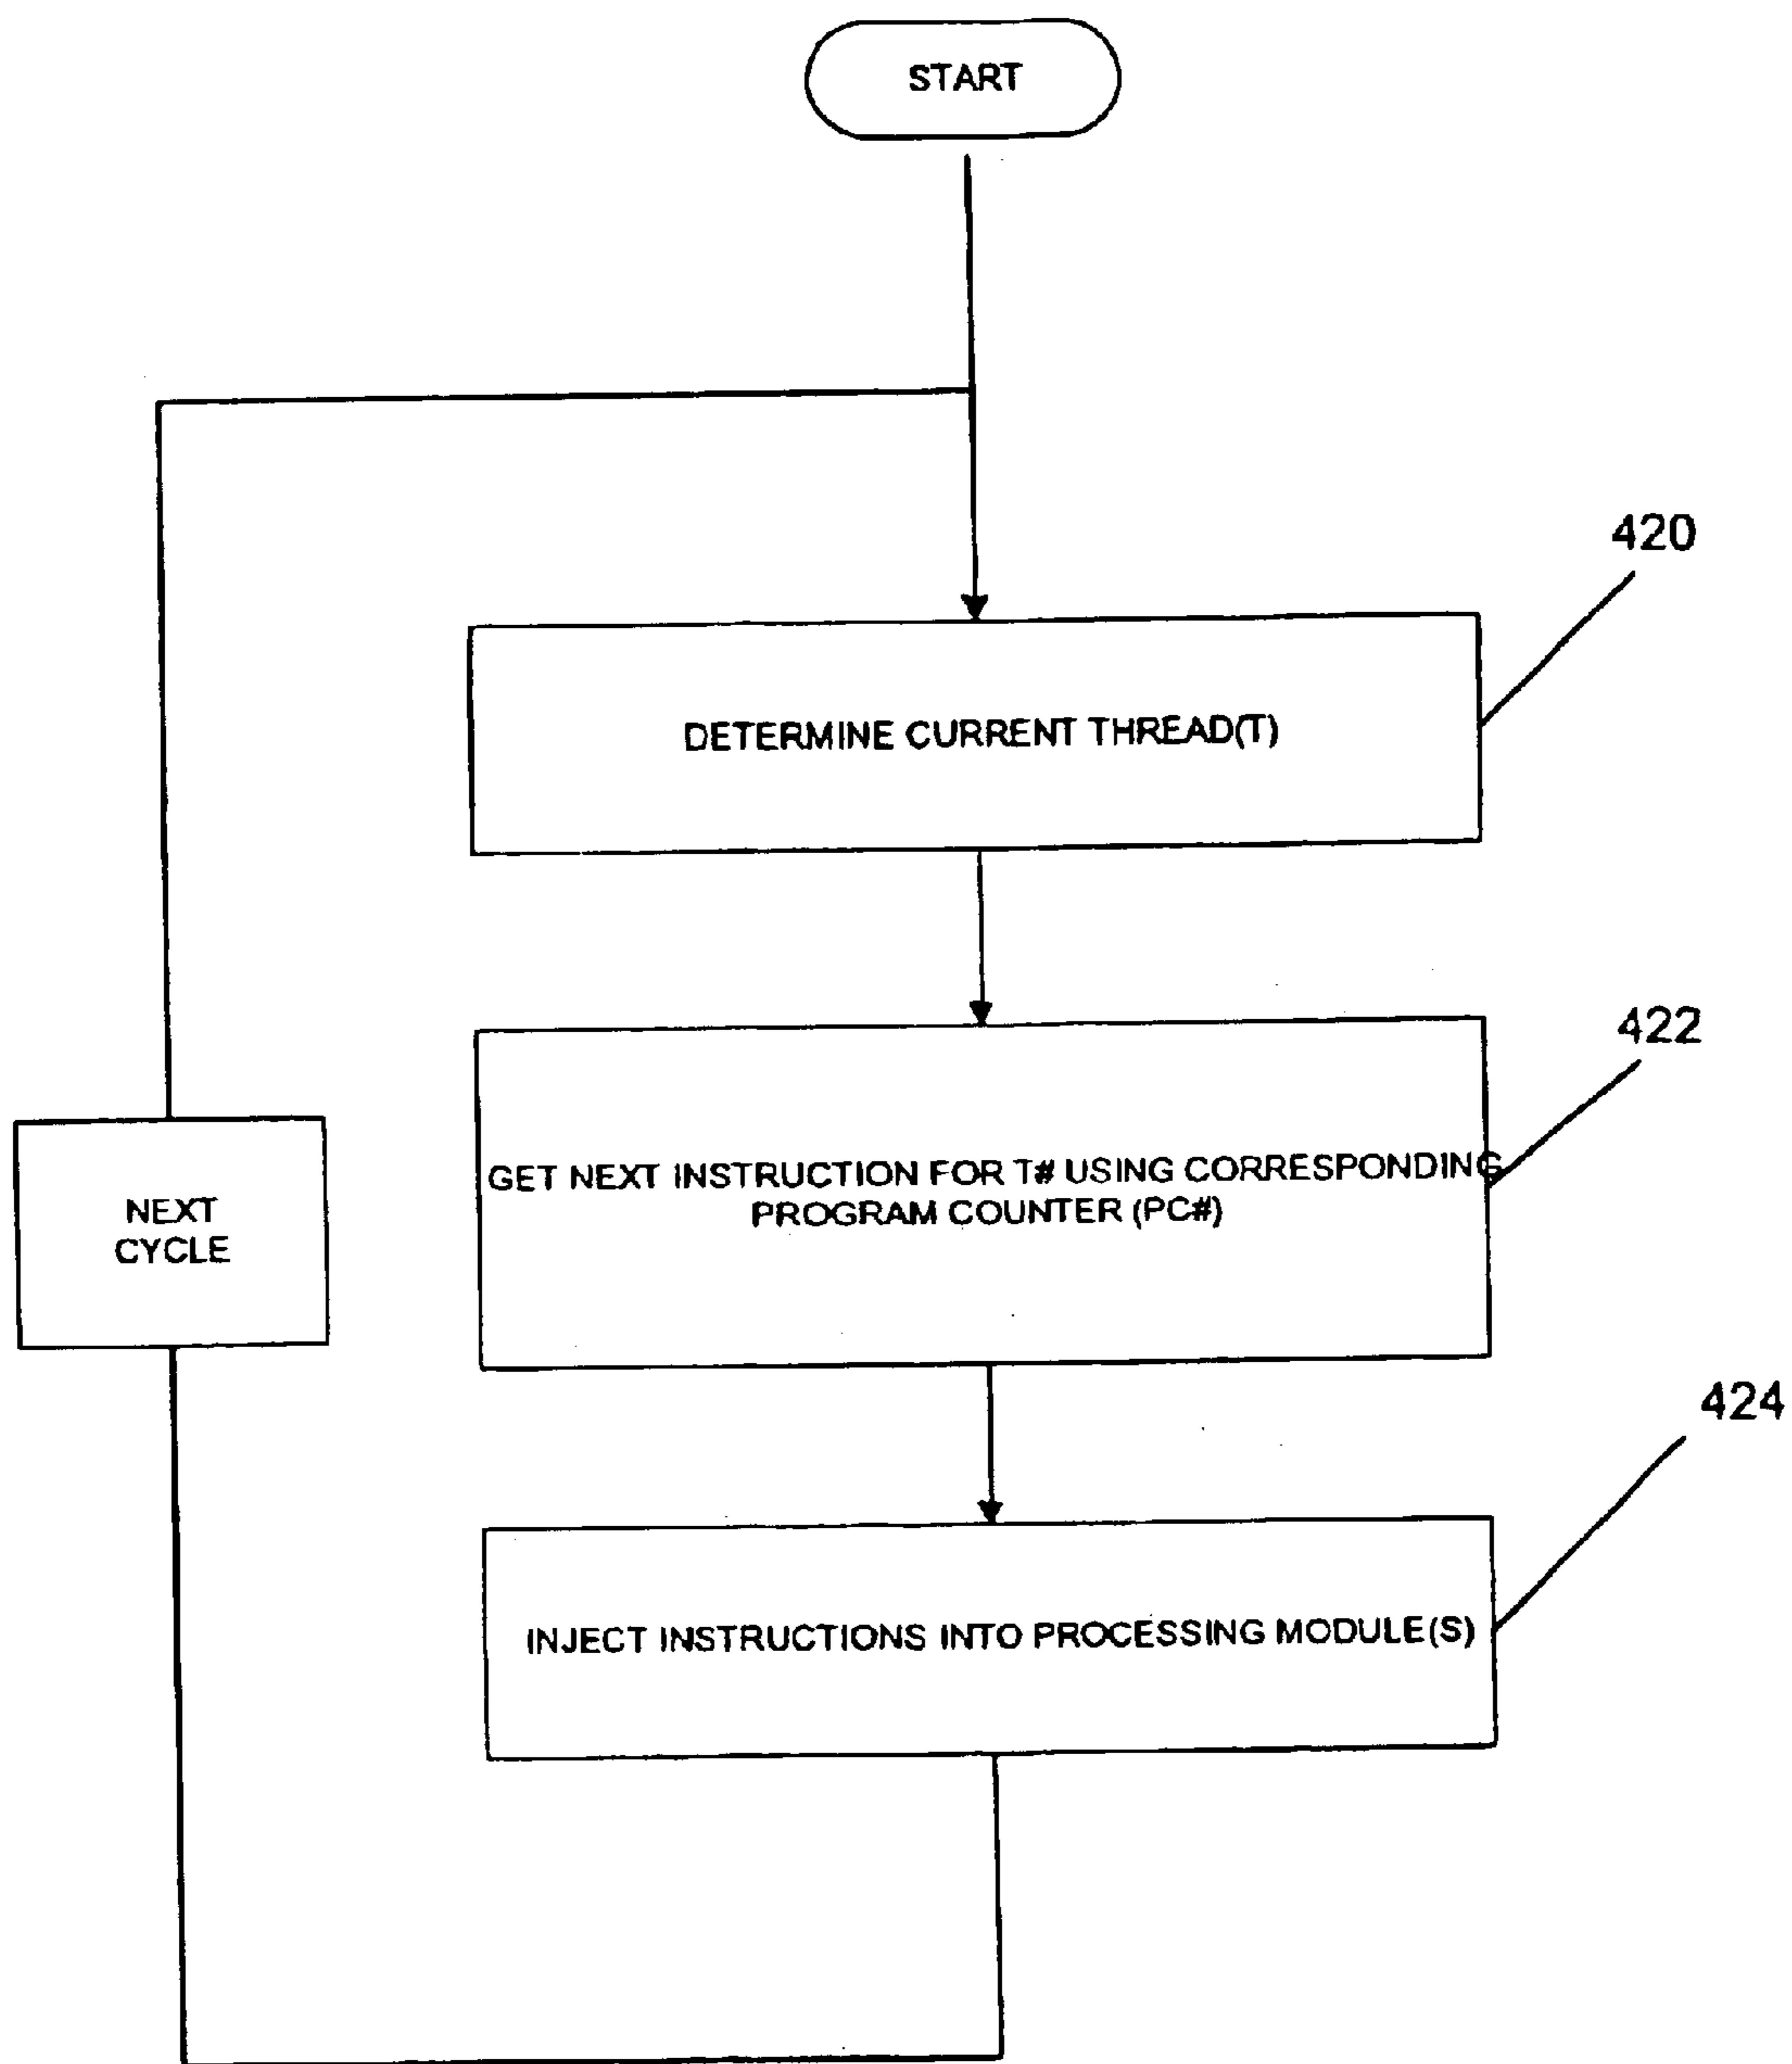 START
420
DETERMINE CURRENT THREAD(T)
422
GET NEXT INSTRUCTION FOR T# USING CORRESPONDING
PROGRAM COUNTER (PC#)
NEXT
CYCLE
424
INJECT INSTRUCTIONS INTO PROCESSING MODULE(S)